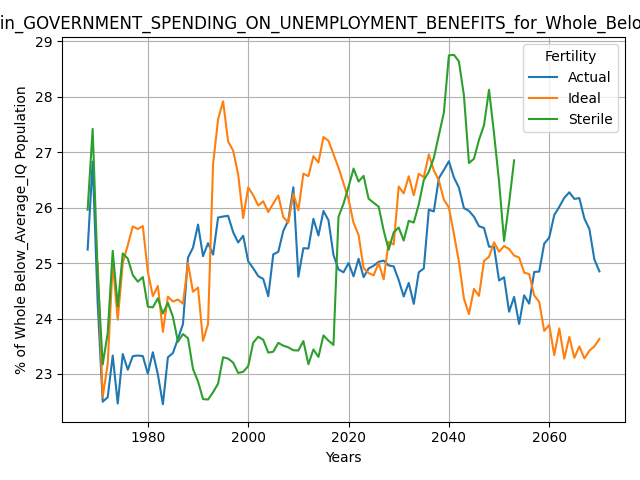 in_GOVERNMENT_SPENDING_ON_UNEMPLOYMENT_BENEFITS_for_Whole_Belo
% of Whole Below_Average_IQ Population
29
28
27
26
25
24
23
Fertility
Actual
Ideal
Sterile
1980
2000
2020
2040
2060
Years